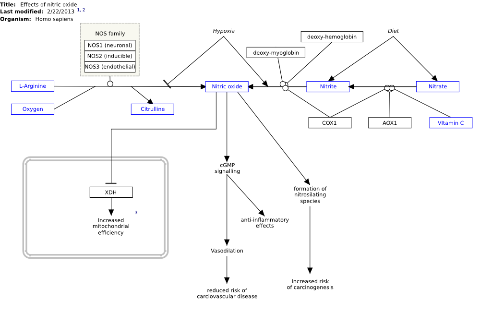 Title: Effects of nitric oxide
Last modified: 2/22/2013 1, 2
Organism: Homo sapiens
NOS family
NOS1 (neuronal)
NOS2 (inducible)
NOS3 (endothelial)
Hypoxia
deoxy-hemoglobin
Diet
deoxy-myoglobin
L-Arginine
Nitric oxide
Nitrite
Nitrate
Oxygen
Citrulline
COX1
AOX1
Vitamin C
cGMP
signalling
XDH
formation of
nitresilating
species
increased
mitochondrial
efficiency
anti-inflammatory
effects
Vasodilation
increased risk
of carcinogenesis
reduced risk of
cardiovascular disease